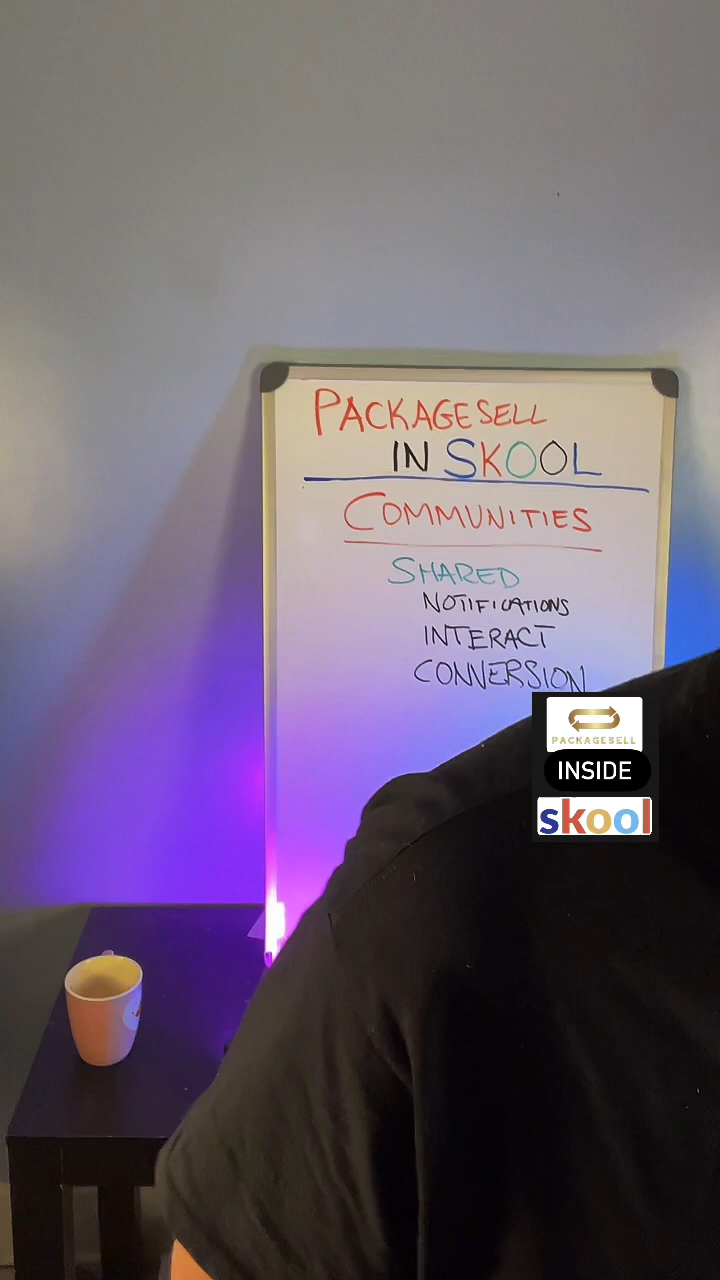 PACKAGESELL
IN SKOOL
COMMUNITIES
SHARED
NOTIFICATIONS
INTERACT
CONVERSION
PACKAGESELL
INSIDE
skool